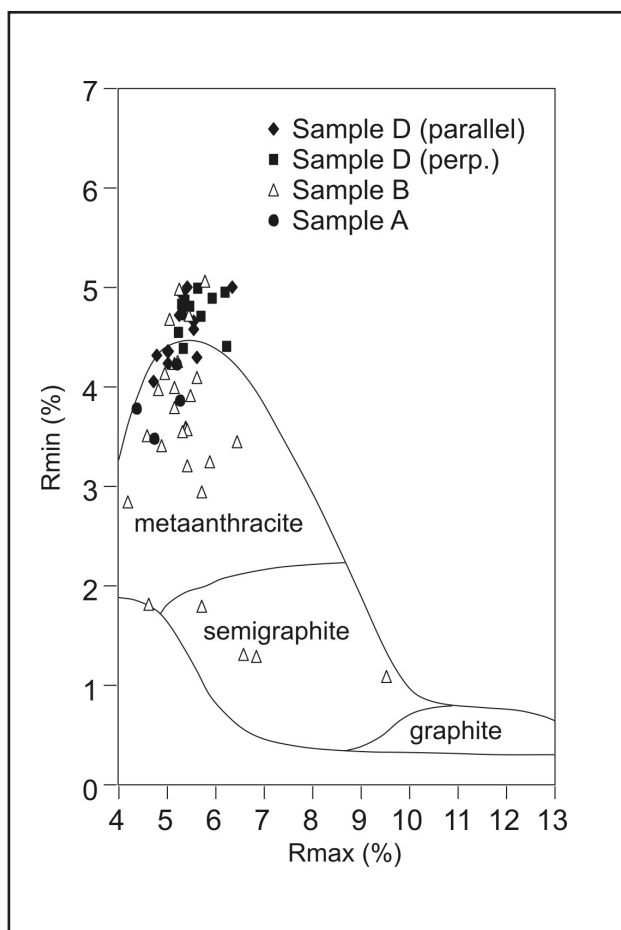 7
6
5
4
3
2
1
0
Rmin (%)
Sample D (parallel)
Sample D (perp.)
Sample B
Sample A
metaanthracite
semigraphite
graphite
4 5 6 7 8 9 10 11 12 13
Rmax (%)